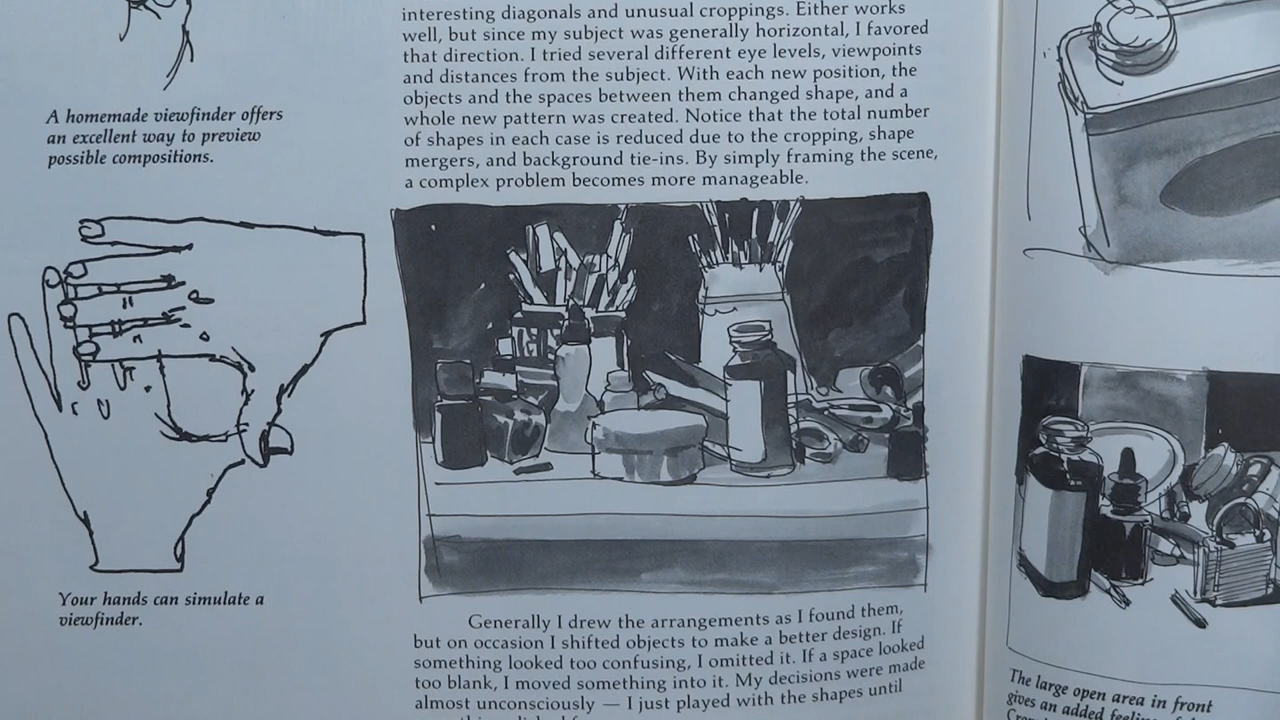 A homemade viewfinder offers
an excellent way to preview
possible compositions.
Your hands can simulate a
viewfinder.
interesting diagonals and unusual croppings. Either works
well, but since my subject was generally horizontal, I favored
that direction. I tried several different eye levels, viewpoints
and distances from the subject. With each new position, the
objects and the spaces between them changed shape, and a
whole new pattern was created. Notice that the total number
of shapes in each case is reduced due to the cropping, shape
mergers, and background tie-ins. By simply framing the scene,
a complex problem becomes more manageable.
Generally I drew the arrangements as I found them,
but on occasion I shifted objects to make a better design. If
something looked too confusing, I omitted it. If a space looked
too blank, I moved something into it. My decisions were made
almost unconsciously — I just played with the shapes until
The large open area in front
gives an added